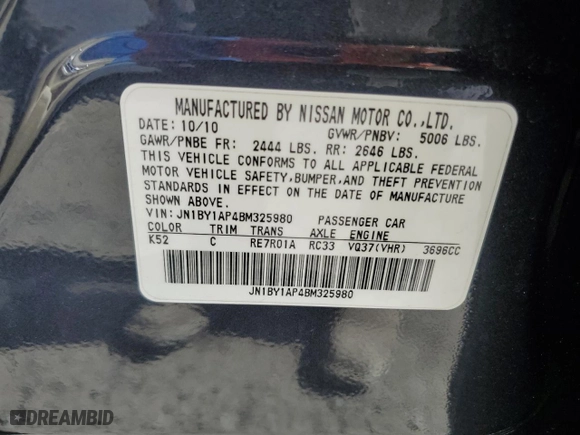 MANUFACTURED BY NISSAN MOTOR CO.,LTD.
DATE: 10/10 GVWR/PNBV: 5006 LBS.
GAWR/PNBE FR: 2444 LBS. RR: 2646 LBS.
THIS VEHICLE CONFORMS TO ALL APPLICABLE FEDERAL
MOTOR VEHICLE SAFETY,BUMPER,AND THEFT PREVENTION
STANDARDS IN EFFECT ON THE DATE OF MANUFACTURE
SHOWN ABOVE.
VIN: JN1BY1AP4BM325980 PASSENGER CAR
COLOR TRIM TRANS AXLE ENGINE
K52 C RE7R01A RC33 VQ37(VHR) 3696CC
JN1BY1AP4BM325980
DREAMBID